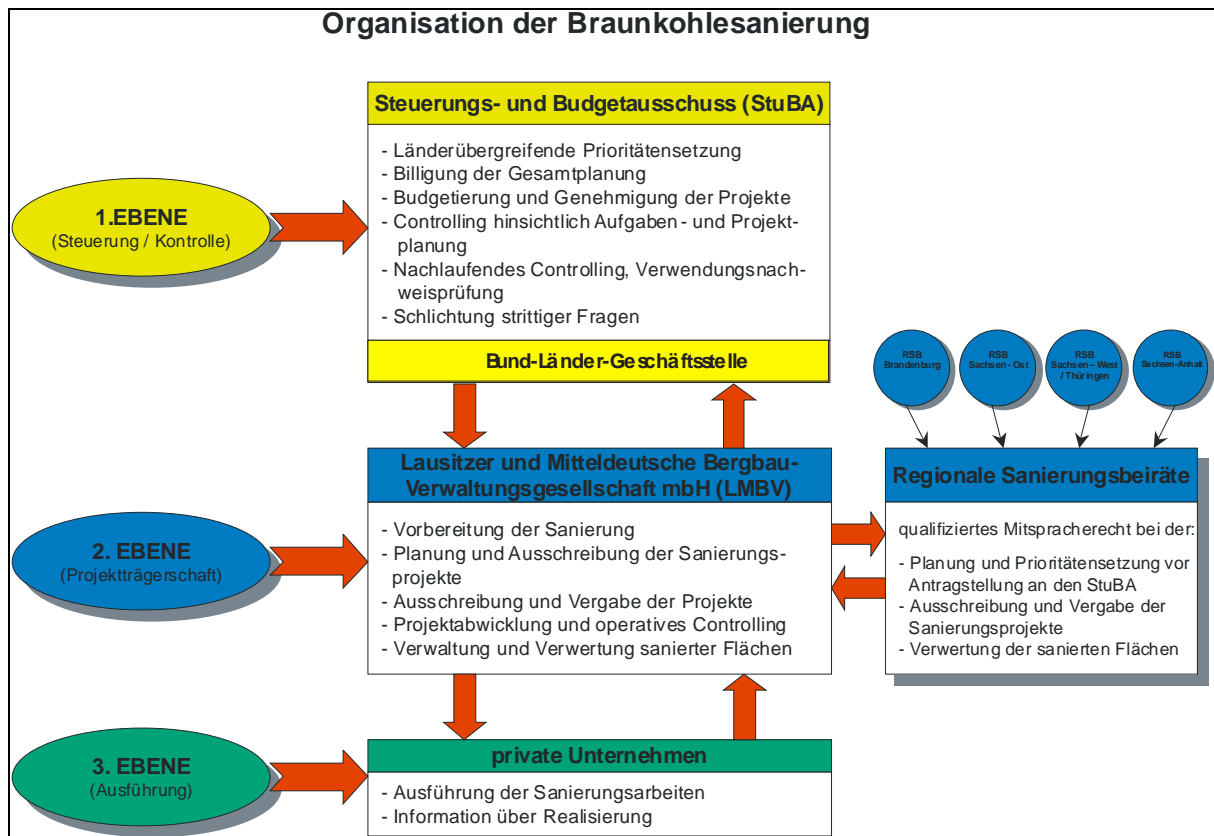 Organisation der Braunkohlesanierung
Steuerungs- und Budgetausschuss (StuBA)
- Länderübergreifende Prioritätensetzung
- Billigung der Gesamtplanung
- Budgetierung und Genehmigung der Projekte
- Controlling hinsichtlich Aufgaben- und Projekt-
planung
- Nachlaufendes Controlling, Verwendungsnach-
weisprüfung
- Schlichtung strittiger Fragen
Bund-Länder-Geschäftsstelle
1.EBENE
(Steuerung / Kontrolle)
RSB
Brandenburg
RSB
Sachsen-Ost
RSB
Sachsen – West
/ Thüringen
RSB
Sachsen-Anhalt
Lausitzer und Mitteldeutsche Bergbau-
Verwaltungsgesellschaft mbH (LMBV)
- Vorbereitung der Sanierung
- Planung und Ausschreibung der Sanierungs-
projekte
- Ausschreibung und Vergabe der Projekte
- Projektabwicklung und operatives Controlling
- Verwaltung und Verwertung sanierter Flächen
2. EBENE
(Projektträgerschaft)
Regionale Sanierungsbeiräte
qualifiziertes Mitspracherecht bei der:
- Planung und Prioritätensetzung vor
Antragstellung an den StuBA
- Ausschreibung und Vergabe der
Sanierungsprojekte
- Verwertung der sanierten Flächen
3. EBENE
(Ausführung)
private Unternehmen
- Ausführung der Sanierungsarbeiten
- Information über Realisierung